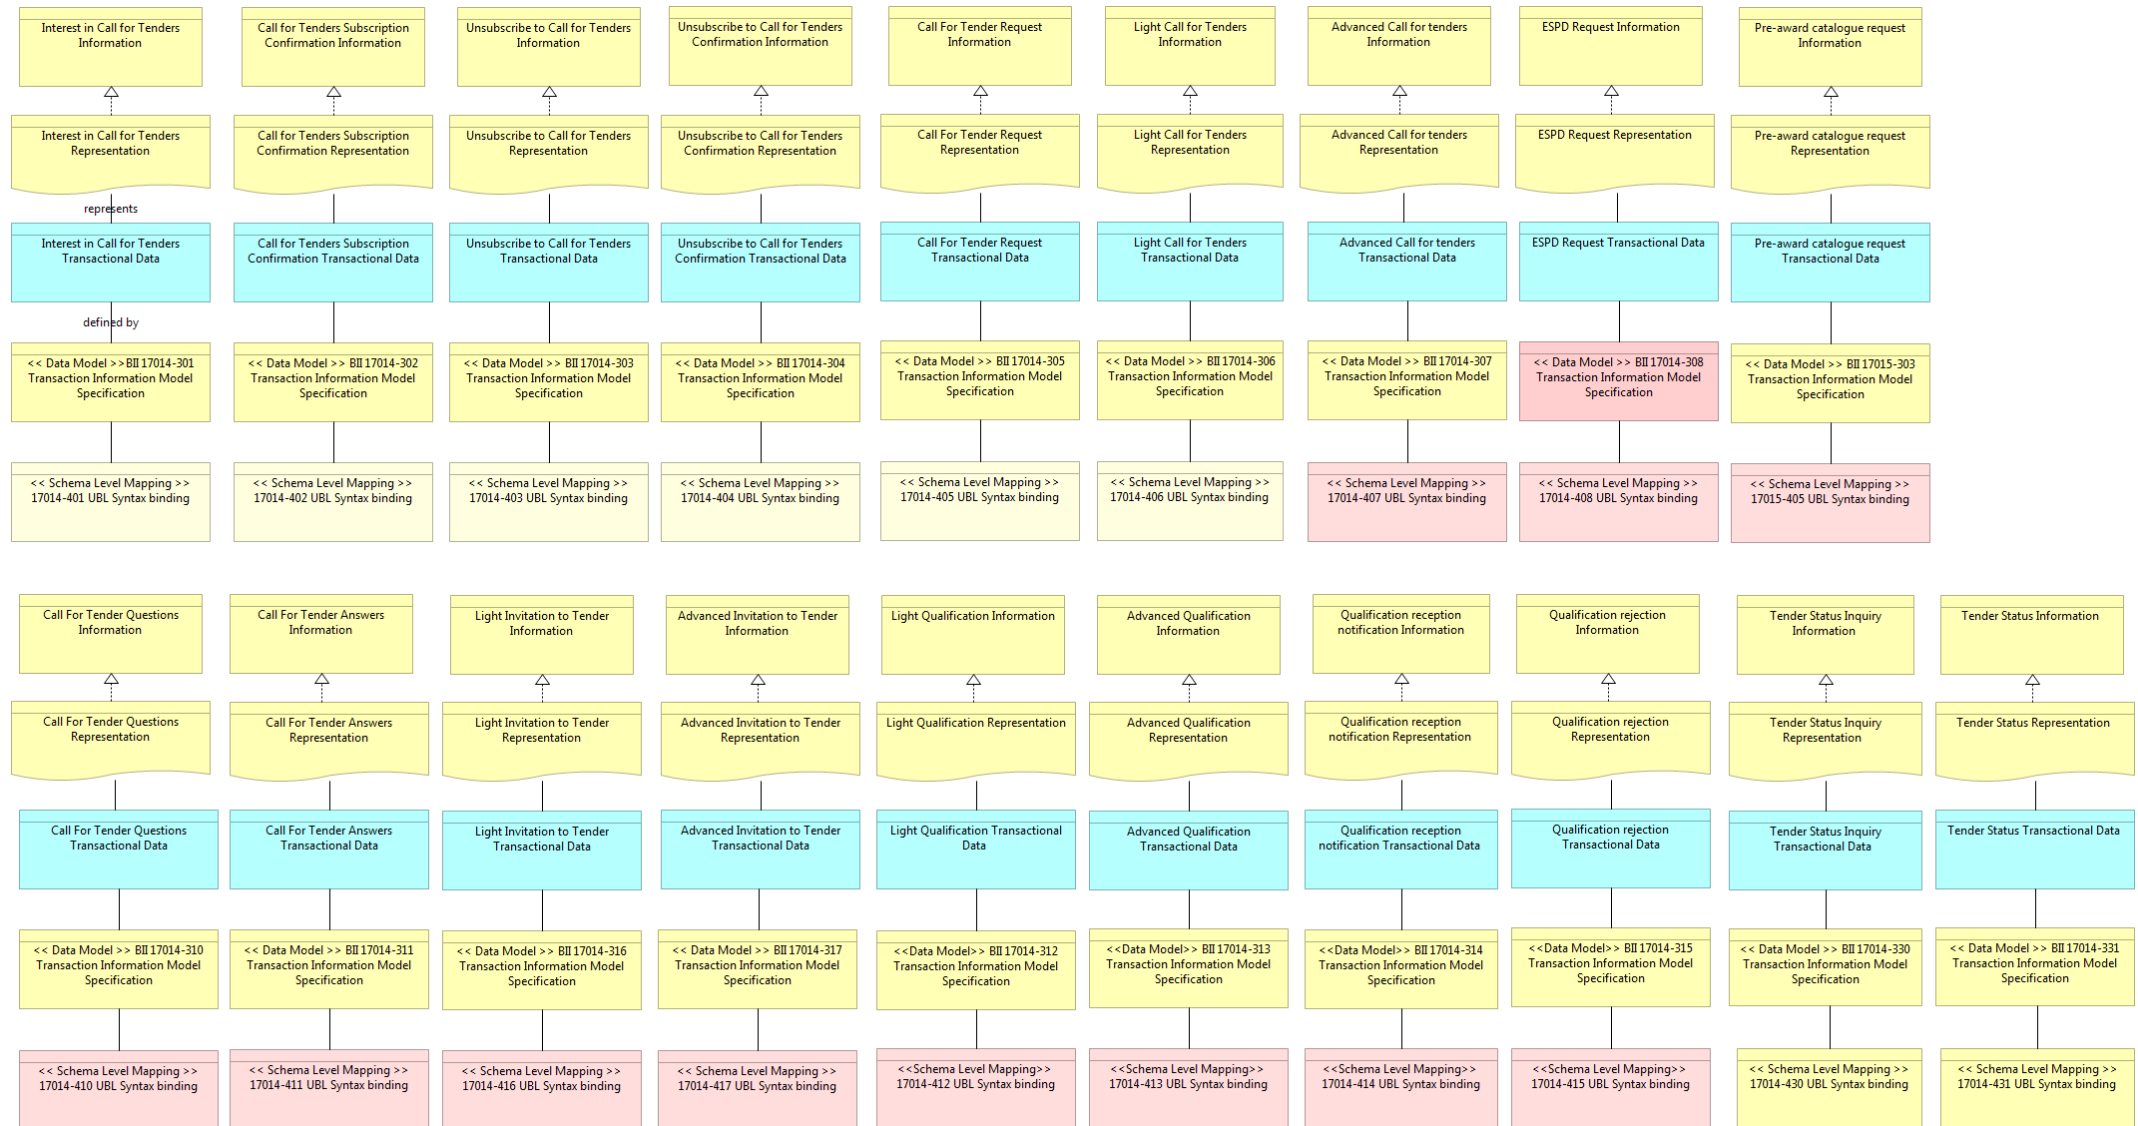 Interest in Call for Tenders
Information
Call for Tenders Subscription
Confirmation Information
Unsubscribe to Call for Tenders
Information
Unsubscribe to Call for Tenders
Confirmation Information
Call For Tender Request
Information
Light Call for Tenders
Information
Advanced Call for tenders
Information
ESPD Request Information
Pre-award catalogue request
Information
Interest in Call for Tenders
Representation
Call for Tenders Subscription
Confirmation Representation
Unsubscribe to Call for Tenders
Representation
Unsubscribe to Call for Tenders
Confirmation Representation
Call For Tender Request
Representation
Light Call for Tenders
Representation
Advanced Call for tenders
Representation
ESPD Request Representation
Pre-award catalogue request
Representation
represents
Interest in Call for Tenders
Transactional Data
Call for Tenders Subscription
Confirmation Transactional Data
Unsubscribe to Call for Tenders
Transactional Data
Unsubscribe to Call for Tenders
Confirmation Transactional Data
Call For Tender Request
Transactional Data
Light Call for Tenders
Transactional Data
Advanced Call for tenders
Transactional Data
ESPD Request Transactional Data
Pre-award catalogue request
Transactional Data
defined by
<< Data Model >>BII 17014-301
Transaction Information Model
Specification
<< Data Model >> BII 17014-302
Transaction Information Model
Specification
<< Data Model >> BII 17014-303
Transaction Information Model
Specification
<< Data Model >> BII 17014-304
Transaction Information Model
Specification
<< Data Model >> BII 17014-305
Transaction Information Model
Specification
<< Data Model >> BII 17014-306
Transaction Information Model
Specification
<< Data Model >> BII 17014-307
Transaction Information Model
Specification
<< Data Model >> BII 17014-308
Transaction Information Model
Specification
<< Data Model >> BII 17015-303
Transaction Information Model
Specification
<< Schema Level Mapping >>
17014-401 UBL Syntax binding
<< Schema Level Mapping >>
17014-402 UBL Syntax binding
<< Schema Level Mapping >>
17014-403 UBL Syntax binding
<< Schema Level Mapping >>
17014-404 UBL Syntax binding
<< Schema Level Mapping >>
17014-405 UBL Syntax binding
<< Schema Level Mapping >>
17014-406 UBL Syntax binding
<< Schema Level Mapping >>
17014-407 UBL Syntax binding
<< Schema Level Mapping >>
17014-408 UBL Syntax binding
<< Schema Level Mapping >>
17015-405 UBL Syntax binding
Call For Tender Questions
Information
Call For Tender Answers
Information
Light Invitation to Tender
Information
Advanced Invitation to Tender
Information
Light Qualification Information
Advanced Qualification
Information
Qualification reception
notification Information
Qualification rejection
Information
Tender Status Inquiry
Information
Tender Status Information
Call For Tender Questions
Representation
Call For Tender Answers
Representation
Light Invitation to Tender
Representation
Advanced Invitation to Tender
Representation
Light Qualification Representation
Advanced Qualification
Representation
Qualification reception
notification Representation
Qualification rejection
Representation
Tender Status Inquiry
Representation
Tender Status Representation
Call For Tender Questions
Transactional Data
Call For Tender Answers
Transactional Data
Light Invitation to Tender
Transactional Data
Advanced Invitation to Tender
Transactional Data
Light Qualification Transactional
Data
Advanced Qualification
Transactional Data
Qualification reception
notification Transactional Data
Qualification rejection
Transactional Data
Tender Status Inquiry
Transactional Data
Tender Status Transactional Data
<< Data Model >> BII 17014-310
Transaction Information Model
Specification
<< Data Model >> BII 17014-311
Transaction Information Model
Specification
<< Data Model >> BII 17014-316
Transaction Information Model
Specification
<< Data Model >> BII 17014-317
Transaction Information Model
Specification
<<Data Model>> BII 17014-312
Transaction Information Model
Specification
<<Data Model>> BII 17014-313
Transaction Information Model
Specification
<<Data Model>> BII 17014-314
Transaction Information Model
Specification
<<Data Model>> BII 17014-315
Transaction Information Model
Specification
<< Data Model >> BII 17014-330
Transaction Information Model
Specification
<< Data Model >> BII 17014-331
Transaction Information Model
Specification
<< Schema Level Mapping >>
17014-410 UBL Syntax binding
<< Schema Level Mapping >>
17014-411 UBL Syntax binding
<< Schema Level Mapping >>
17014-416 UBL Syntax binding
<< Schema Level Mapping >>
17014-417 UBL Syntax binding
<<Schema Level Mapping>>
17014-412 UBL Syntax binding
<<Schema Level Mapping>>
17014-413 UBL Syntax binding
<<Schema Level Mapping>>
17014-414 UBL Syntax binding
<<Schema Level Mapping>>
17014-415 UBL Syntax binding
<< Schema Level Mapping >>
17014-430 UBL Syntax binding
<< Schema Level Mapping >>
17014-431 UBL Syntax binding